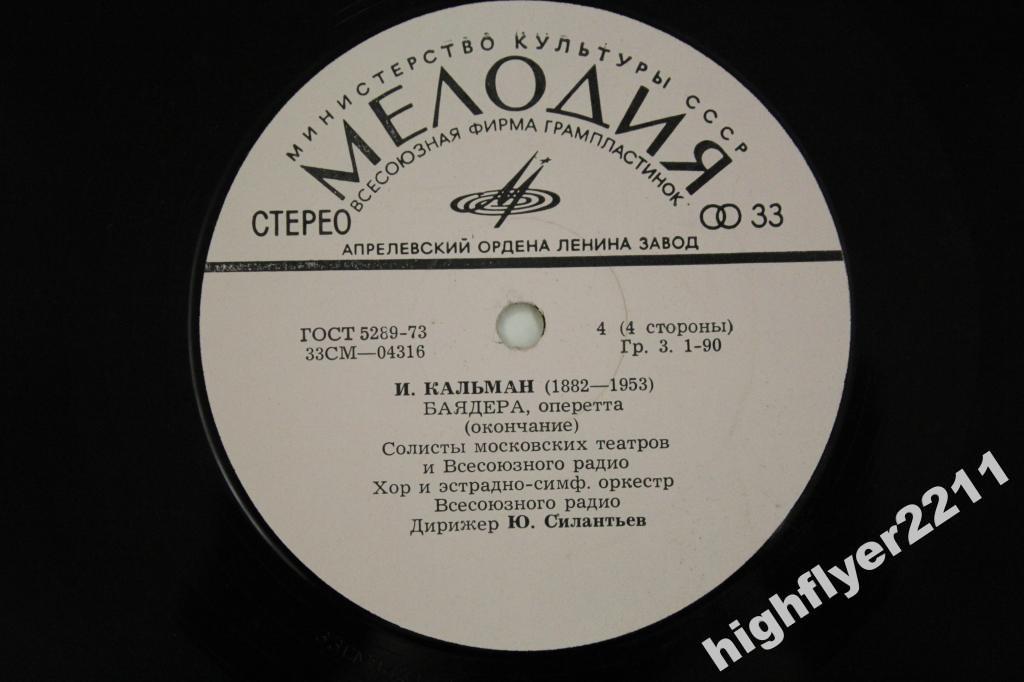 МИНИСТЕРСТВО КУЛЬТУРЫ СССР
МЕЛОДИЯ
ВСЕСОЮЗНАЯ ФИРМА ГРАМПЛАСТИНОК
СТЕРЕО
33
АПРЕЛЕВСКИЙ ОРДЕНА ЛЕНИНА ЗАВОД
ГОСТ 5289-73
33СМ—04316
4 (4 стороны)
Гр. 3. 1-90
И. КАЛЬМАН (1882—1953)
БАЯДЕРА, оперетта
(окончание)
Солисты московских театров
и Всесоюзного радио
Хор и эстрадно-симф. оркестр
Всесоюзного радио
Дирижер Ю. Силантьев
highflyer2211